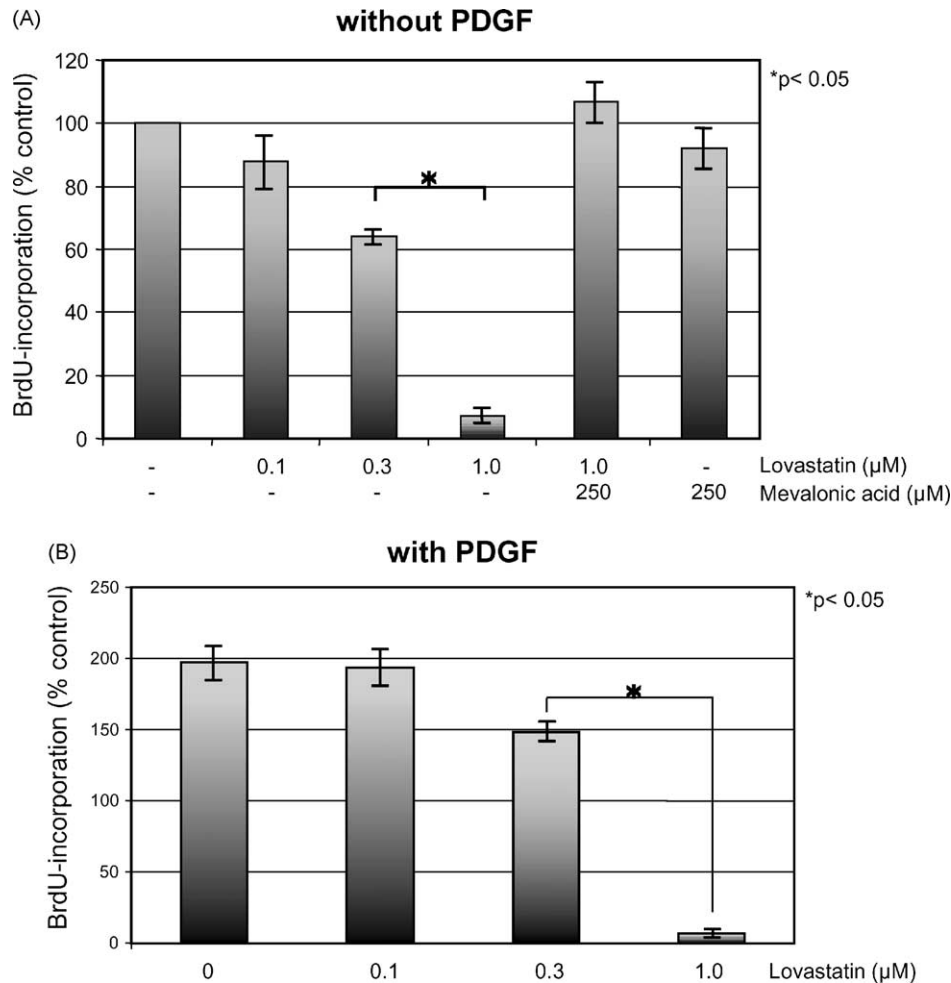 (A)
without PDGF
*p< 0.05
BrdU-incorporation (% control)
120
100
80
60
40
20
0
*
- 0.1 0.3 1.0 1.0 - Lovastatin (µM)
- - - - 250 250 Mevalonic acid (µM)
(B)
with PDGF
*p< 0.05
BrdU-incorporation (% control)
250
200
150
100
50
0
*
0 0.1 0.3 1.0 Lovastatin (µM)